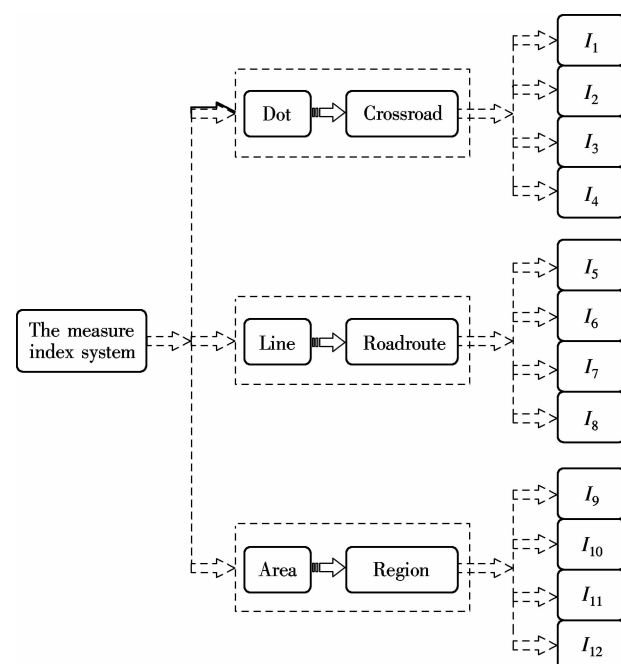 The measure
index system
Dot
Crossroad
I₁
I₂
I₃
I₄
Line
Roadroute
I₅
I₆
I₇
I₈
Area
Region
I₉
I₁₀
I₁₁
I₁₂